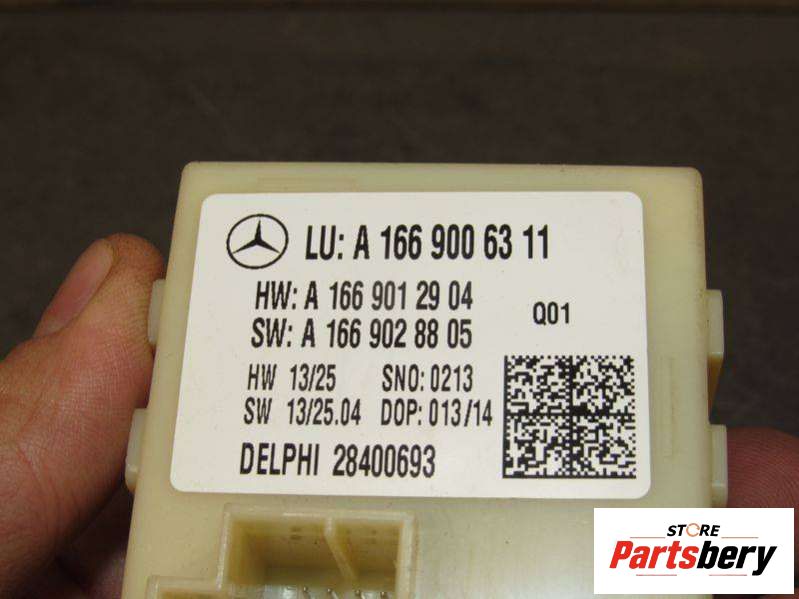 LU: A 166 900 63 11
HW: A 166 901 29 04
SW: A 166 902 88 05
Q01
HW 13/25 SNO: 0213
SW 13/25.04 DOP: 013/14
DELPHI 28400693
STORE
Partsbery